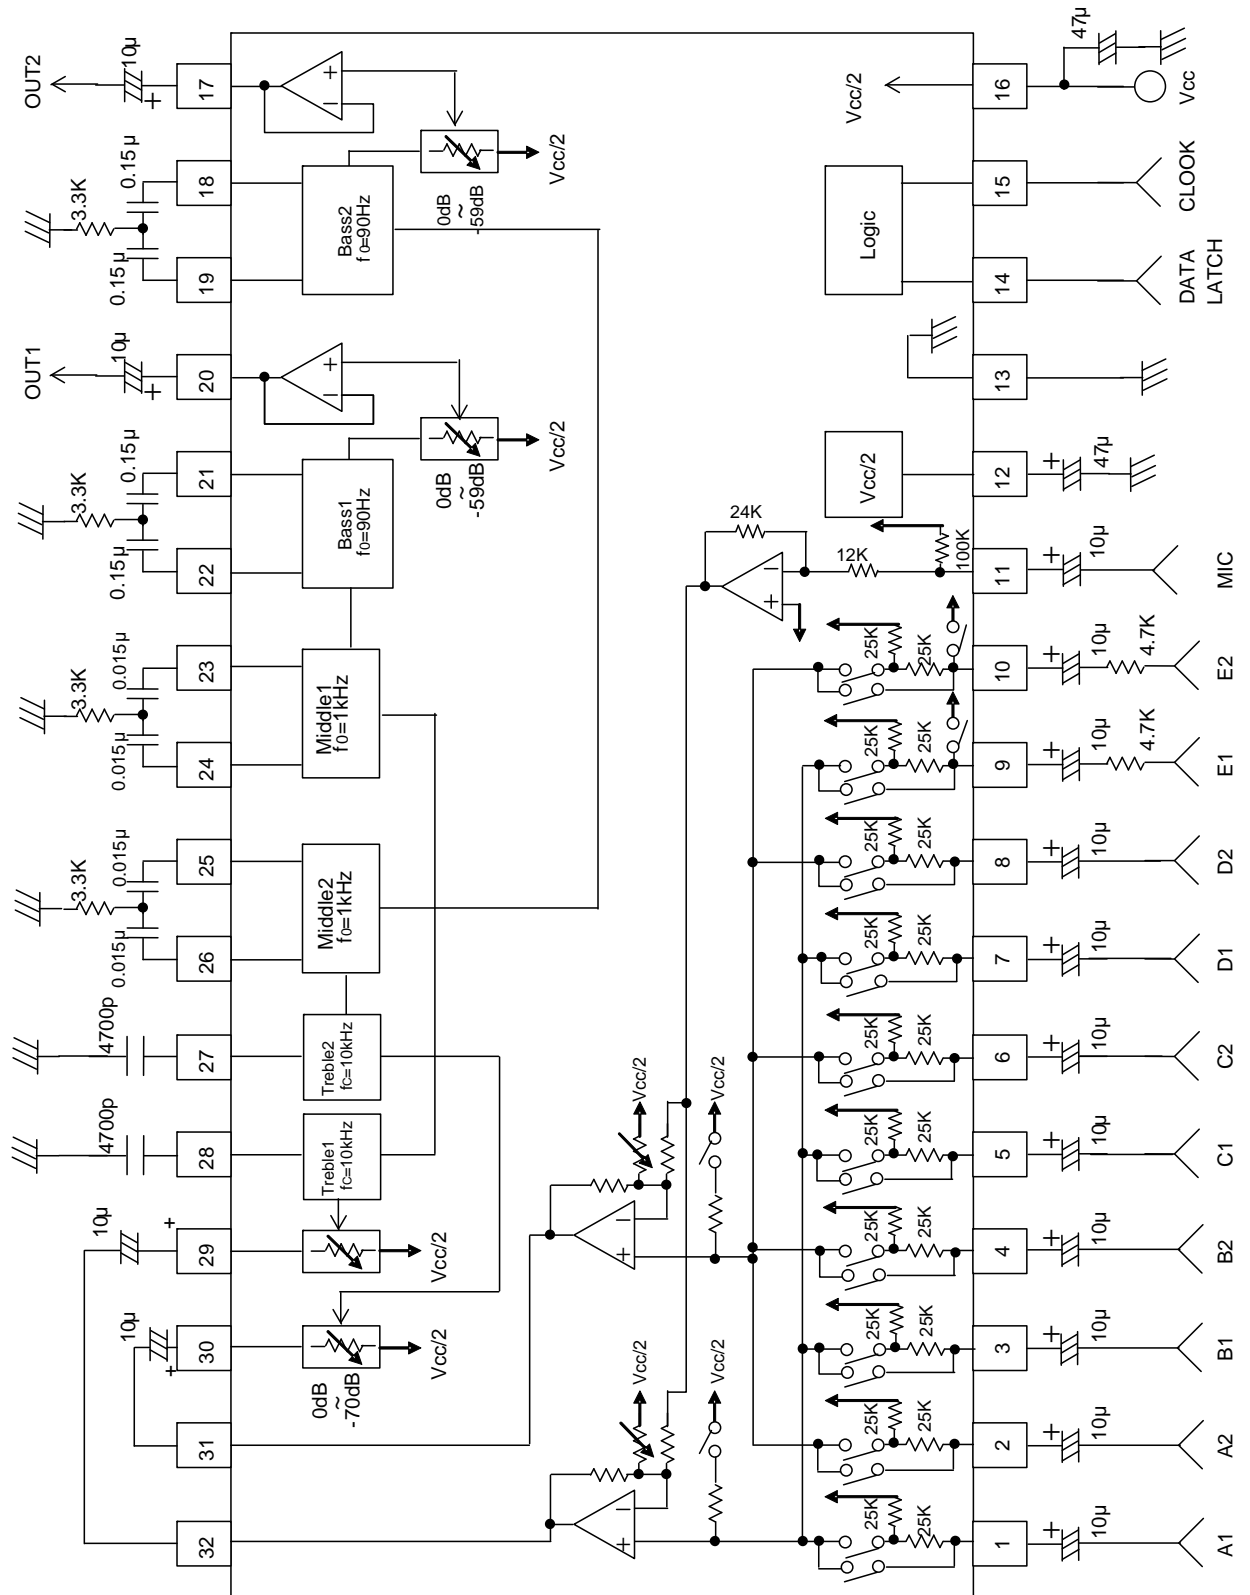 A1 10µ + 1 25K 25K + − 32
A2 10µ + 2 25K 25K Vcc/2 Vcc/2 31
B1 10µ + 3 25K 25K Vcc/2 0dB ~ -70dB 30 + 10µ
B2 10µ + 4 25K 25K + − Vcc/2 29 + 10µ
C1 10µ + 5 25K 25K Vcc/2 Vcc/2 Treble1 28 4700p
fc=10kHz
C2 10µ + 6 25K 25K Treble2 27 4700p
fc=10kHz
D1 10µ + 7 25K 25K 26 0.015µ
Middle2 3.3K
f0=1kHz
D2 10µ + 8 25K 25K 25 0.015µ
E1 4.7K 10µ + 9 25K 25K 24 0.015µ
Middle1 3.3K
f0=1kHz
E2 4.7K 10µ + 10 25K 25K 23 0.015µ
MIC 10µ + 11 100K 12K 24K + − 22 0.15µ
Bass1 3.3K
f0=90Hz
47µ + 12 Vcc/2 Vcc/2 0dB ~ -59dB 21 0.15µ
13 − + 20 + 10µ OUT1
DATA
LATCH 14 Logic 19 0.15µ
Bass2 3.3K
f0=90Hz
CLOOK 15 Vcc/2 0dB ~ -59dB 18 0.15µ
Vcc 47µ 16 Vcc/2 − + 17 + 10µ OUT2